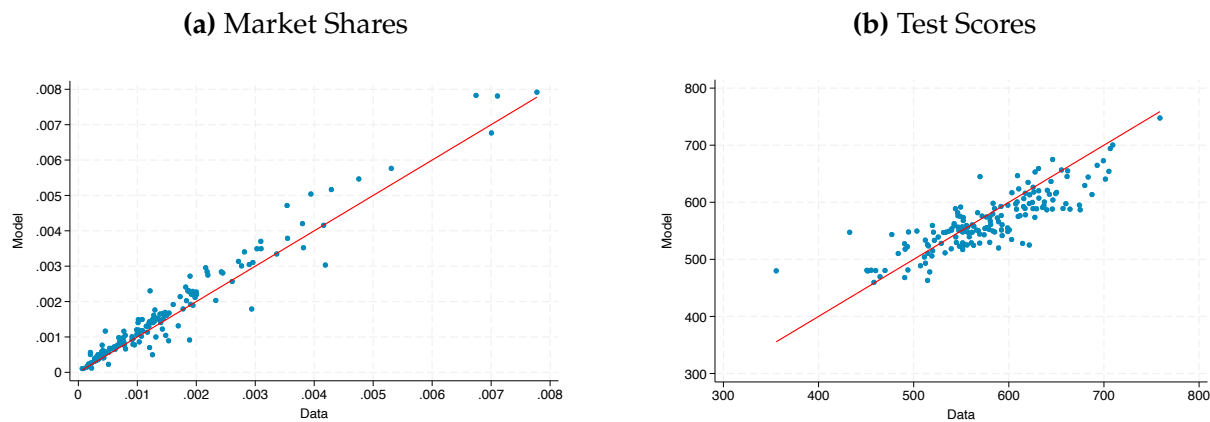 (a) Market Shares
(b) Test Scores
.008
.007
.006
.005
.004
.003
.002
.001
0
Model
0 .001 .002 .003 .004 .005 .006 .007 .008
Data
800
700
600
500
400
300
Model
300 400 500 600 700 800
Data